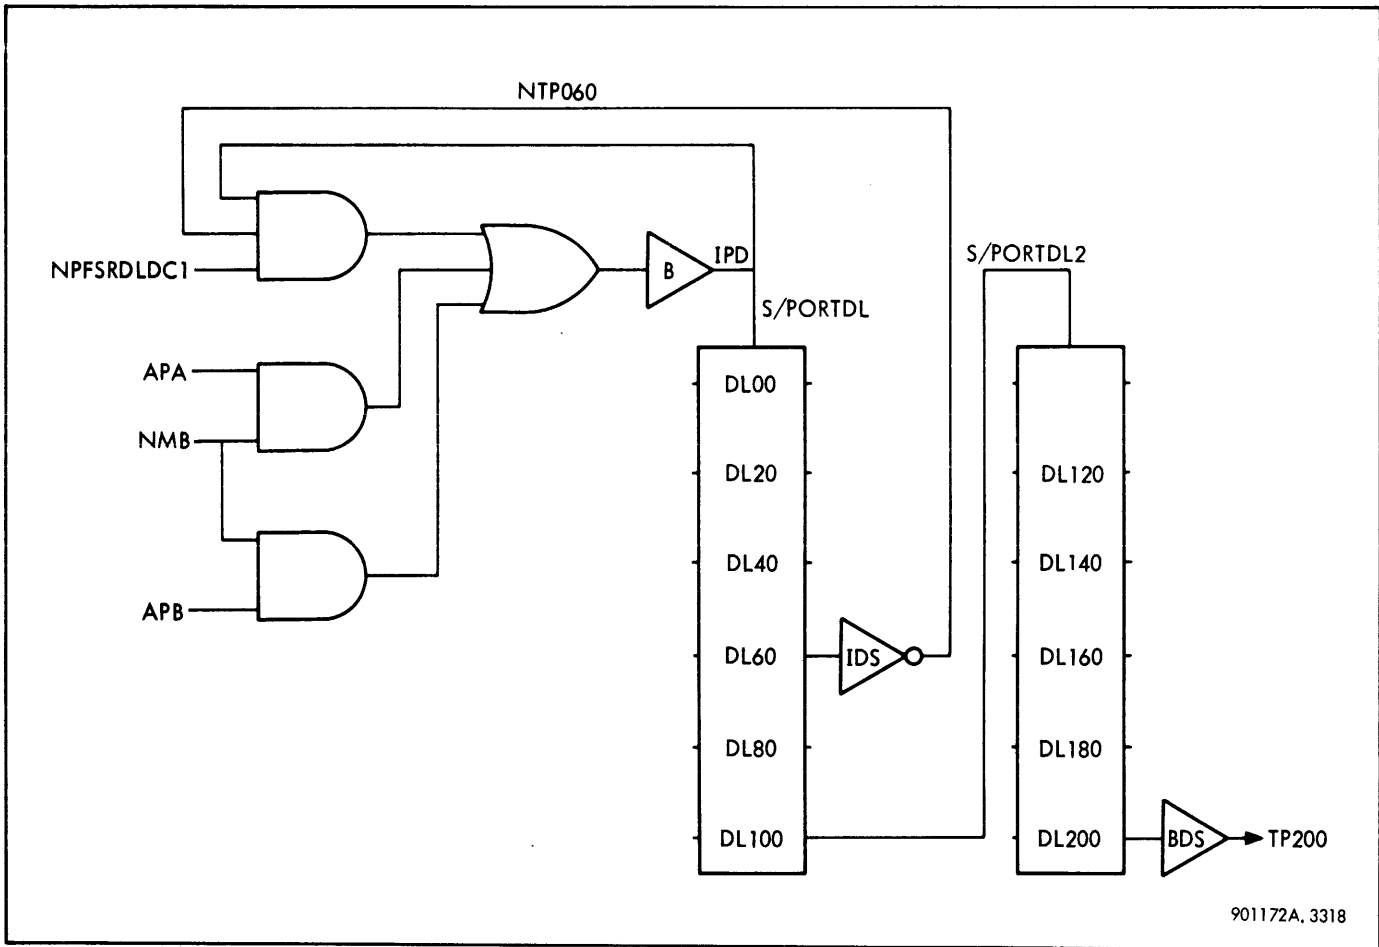 NTP060
NPFSRDLDC1
B
IPD
S/PORTDL2
S/PORTDL
APA
NMB
APB
DL00
DL20
DL40
DL60
IDS
DL80
DL100
DL120
DL140
DL160
DL180
DL200
BDS
TP200
901172A. 3318